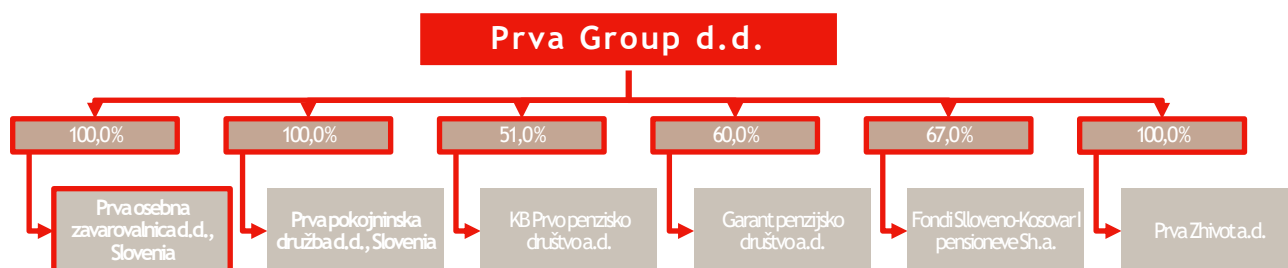 Prva Group d.d.
100,0%
100,0%
51,0%
60,0%
67,0%
100,0%
Prva osebna
zavarovalnica d.d.,
Slovenia
Prva pokojninska
družba d.d., Slovenia
KB Prvo penzisko
društvo a.d.
Garant penzijsko
društvo a.d.
Fondi Slloveno-Kosovar I
pensioneve Sh.a.
Prva Zhivot a.d.